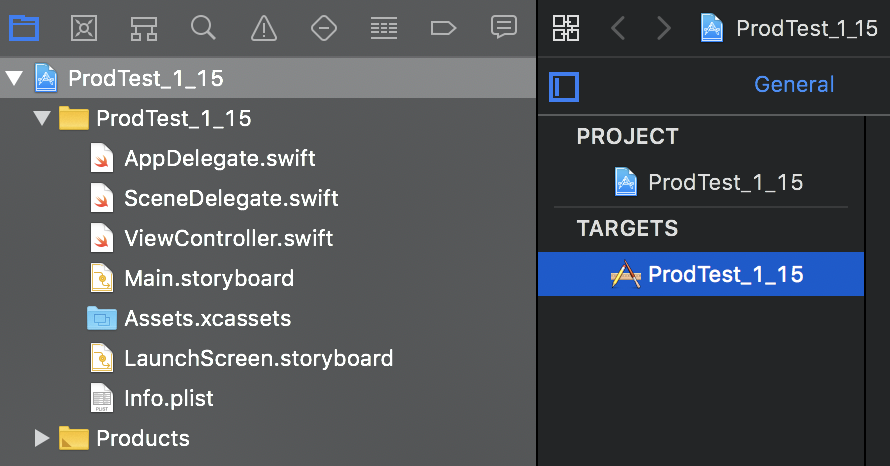 ProdTest_1_15
ProdTest_1_15
AppDelegate.swift
SceneDelegate.swift
ViewController.swift
Main.storyboard
Assets.xcassets
LaunchScreen.storyboard
PLIST Info.plist
Products
ProdTest_1_15
General
PROJECT
ProdTest_1_15
TARGETS
ProdTest_1_15